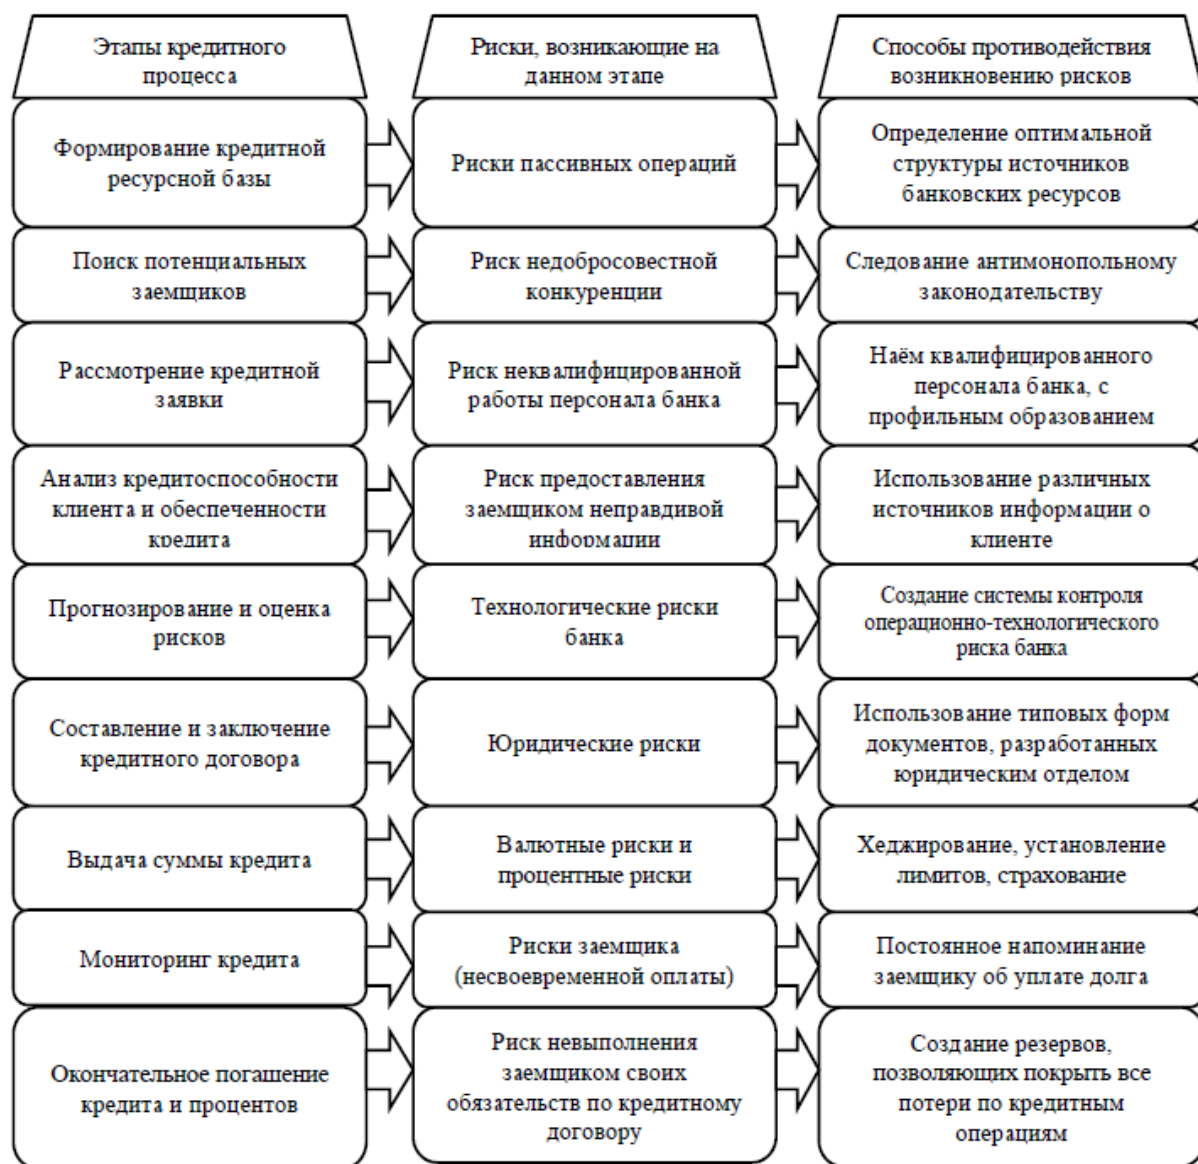 Этапы кредитного
процесса
Риски, возникающие на
данном этапе
Способы противодействия
возникновению рисков
Формирование кредитной
ресурсной базы
Риски пассивных операций
Определение оптимальной
структуры источников
банковских ресурсов
Поиск потенциальных
заемщиков
Риск недобросовестной
конкуренции
Следование антимонопольному
законодательству
Рассмотрение кредитной
заявки
Риск неквалифицированной
работы персонала банка
Наём квалифицированного
персонала банка, с
профильным образованием
Анализ кредитоспособности
клиента и обеспеченности
кредита
Риск предоставления
заемщиком неправдивой
информации
Использование различных
источников информации о
клиенте
Прогнозирование и оценка
рисков
Технологические риски
банка
Создание системы контроля
операционно-технологического
риска банка
Составление и заключение
кредитного договора
Юридические риски
Использование типовых форм
документов, разработанных
юридическим отделом
Выдача суммы кредита
Валютные риски и
процентные риски
Хеджирование, установление
лимитов, страхование
Мониторинг кредита
Риски заемщика
(несвоевременной оплаты)
Постоянное напоминание
заемщику об уплате долга
Окончательное погашение
кредита и процентов
Риск невыполнения
заемщиком своих
обязательств по кредитному
договору
Создание резервов,
позволяющих покрыть все
потери по кредитным
операциям